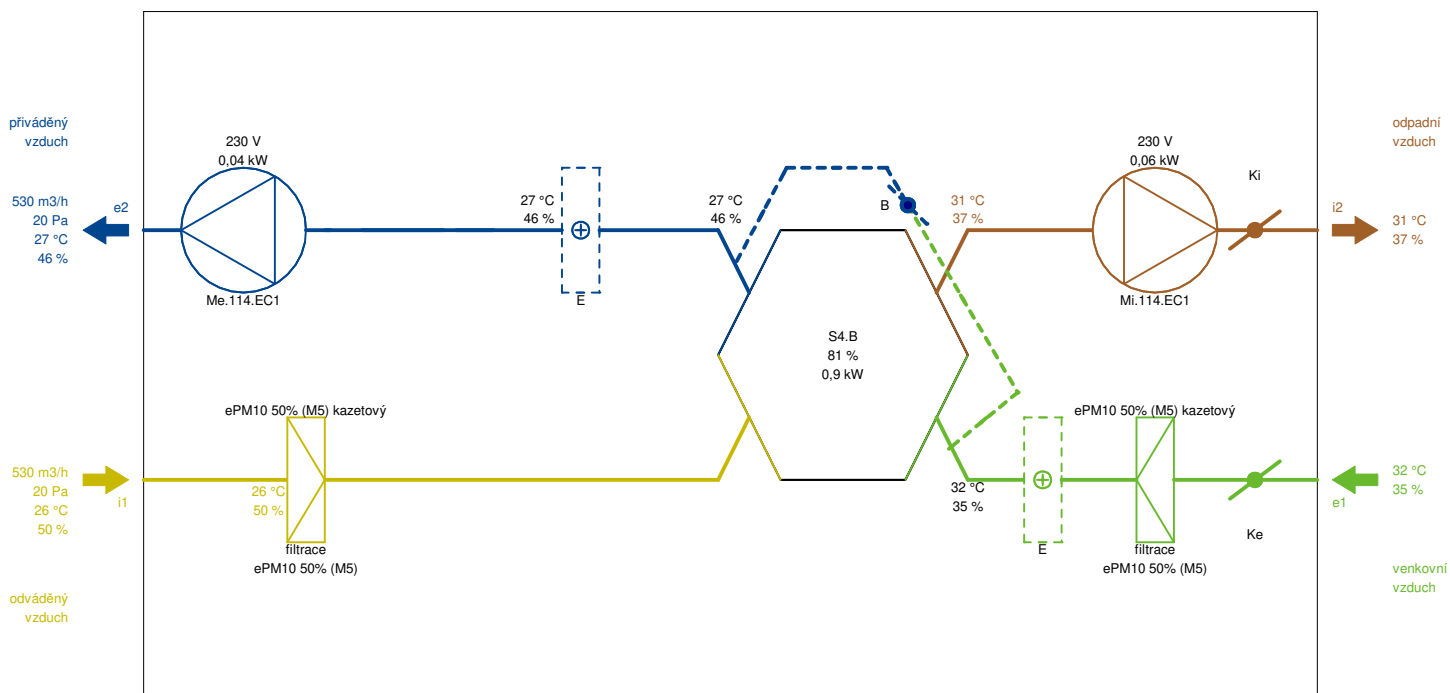 přiváděný
vzduch
530 m3/h
20 Pa
27 °C
46 %
e2
230 V
0,04 kW
Me.114.EC1
27 °C
46 %
E
27 °C
46 %
B
31 °C
37 %
230 V
0,06 kW
Mi.114.EC1
Ki
odpadní
vzduch
i2
31 °C
37 %
S4.B
81 %
0,9 kW
530 m3/h
20 Pa
26 °C
50 %
i1
ePM10 50% (M5) kazetový
26 °C
50 %
filtrace
ePM10 50% (M5)
odváděný
vzduch
32 °C
35 %
E
ePM10 50% (M5) kazetový
filtrace
ePM10 50% (M5)
Ke
32 °C
35 %
e1
venkovní
vzduch